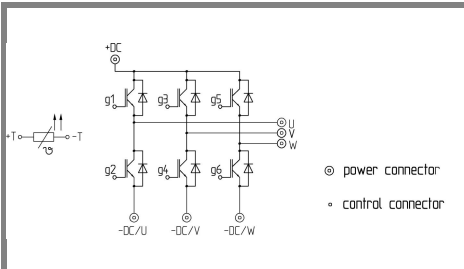 +DC
g1
g3
g5
U
V
W
+T
-T
ϑ
g2
g4
g6
-DC/U
-DC/V
-DC/W
power connector
control connector